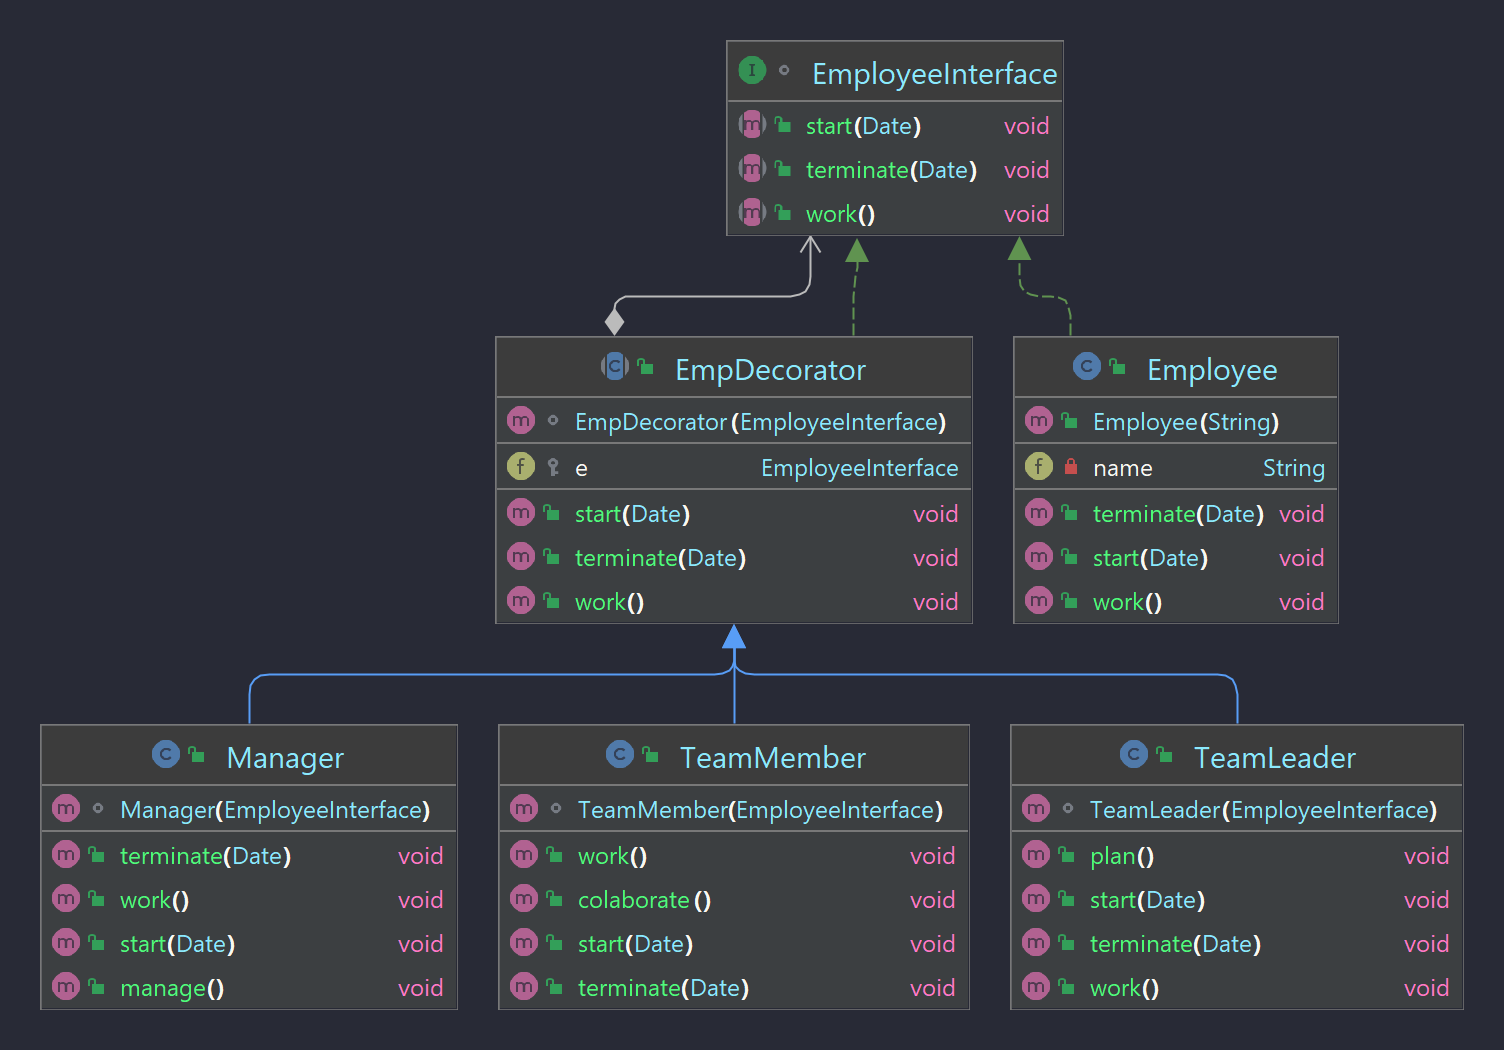 I EmployeeInterface
m start(Date) void
m terminate(Date) void
m work() void
C EmpDecorator
m EmpDecorator(EmployeeInterface)
f e EmployeeInterface
m start(Date) void
m terminate(Date) void
m work() void
C Employee
m Employee(String)
f name String
m terminate(Date) void
m start(Date) void
m work() void
C Manager
m Manager(EmployeeInterface)
m terminate(Date) void
m work() void
m start(Date) void
m manage() void
C TeamMember
m TeamMember(EmployeeInterface)
m work() void
m colaborate() void
m start(Date) void
m terminate(Date) void
C TeamLeader
m TeamLeader(EmployeeInterface)
m plan() void
m start(Date) void
m terminate(Date) void
m work() void